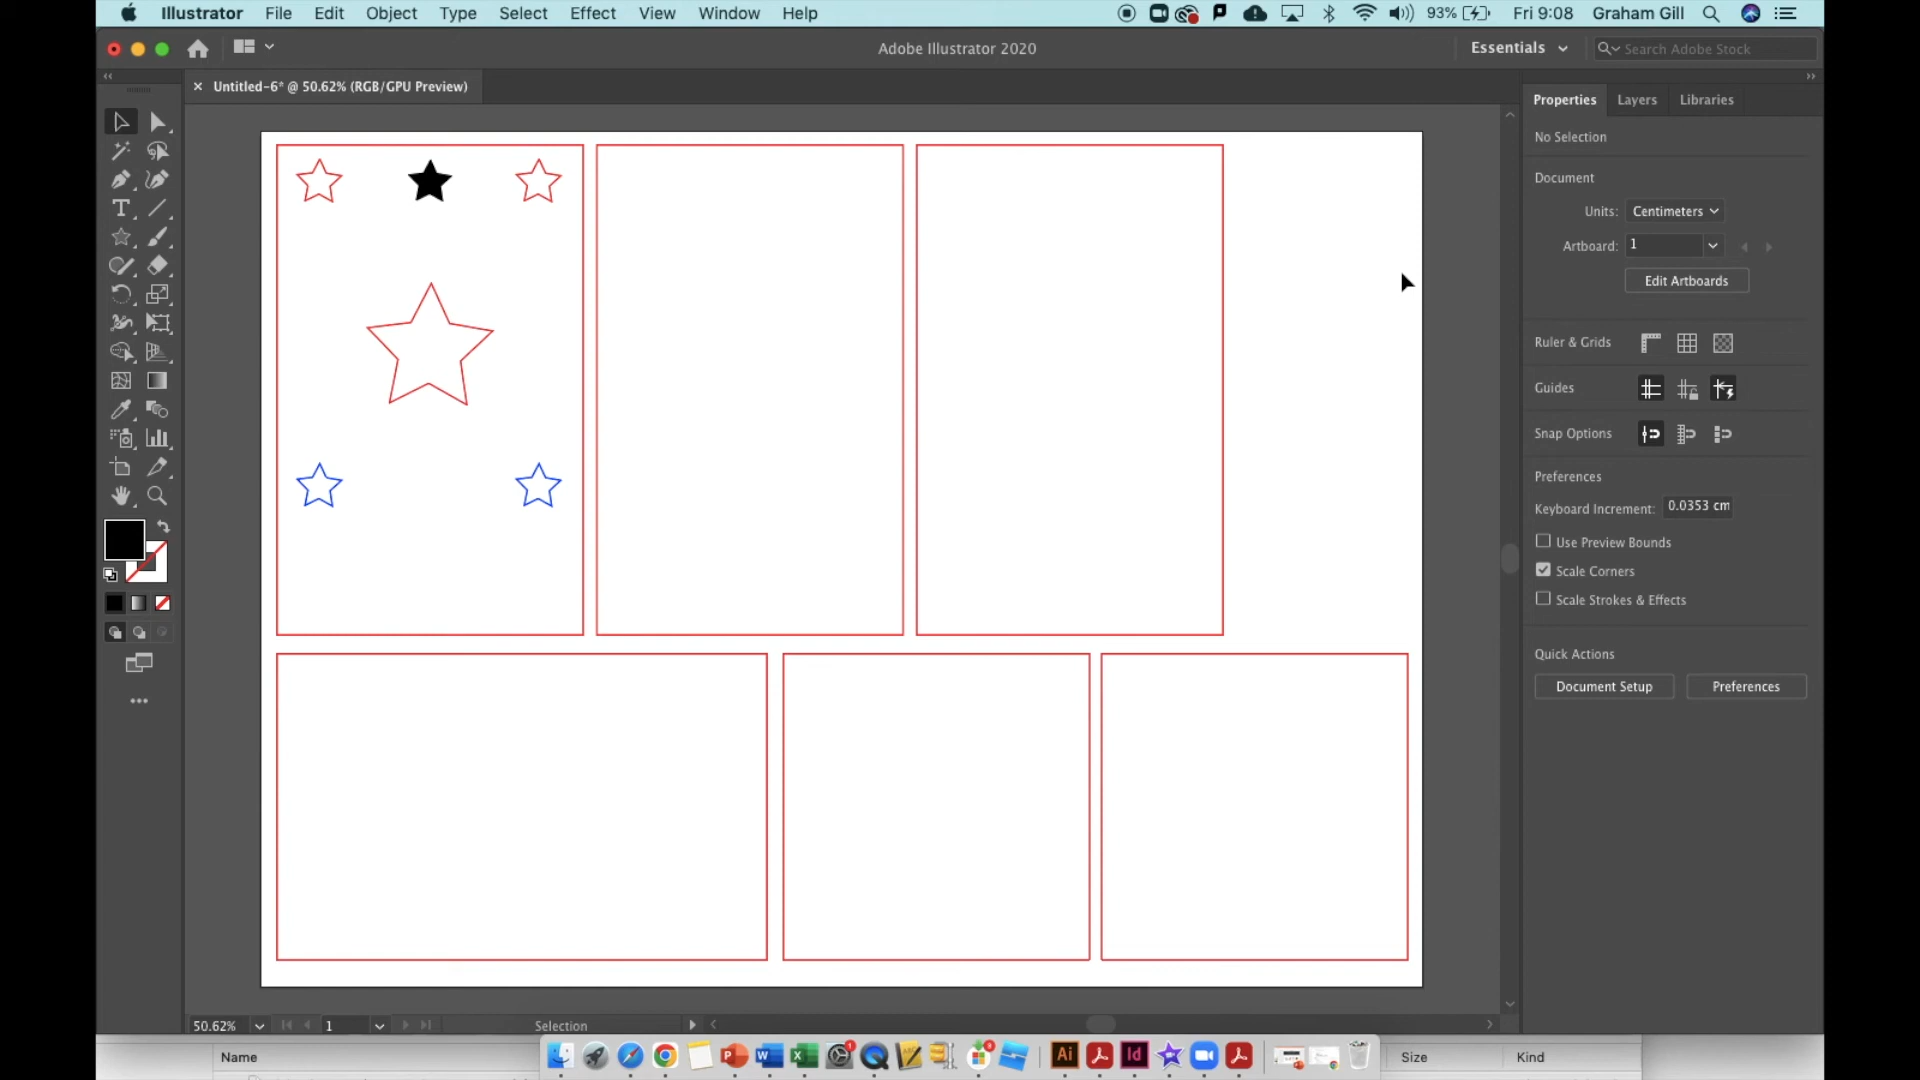 Illustrator File Edit Object Type Select Effect View Window Help 93% Fri 9:08 Graham Gill
Adobe Illustrator 2020 Essentials Search Adobe Stock
× Untitled-6* @ 50.62% (RGB/GPU Preview)
Properties Layers Libraries
No Selection
Document
Units: Centimeters
Artboard: 1
Edit Artboards
Ruler & Grids
Guides
Snap Options
Preferences
Keyboard Increment: 0.0353 cm
Use Preview Bounds
Scale Corners
Scale Strokes & Effects
Quick Actions
Document Setup Preferences
50.62% 1 Selection
Name Size Kind